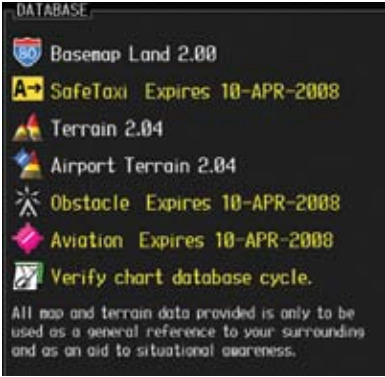 DATABASE
80
Basemap Land 2.00
A→ SafeTaxi Expires 10-APR-2008
Terrain 2.04
Airport Terrain 2.04
Obstacle Expires 10-APR-2008
Aviation Expires 10-APR-2008
Verify chart database cycle.
All map and terrain data provided is only to be
used as a general reference to your surrounding
and as an aid to situational awareness.